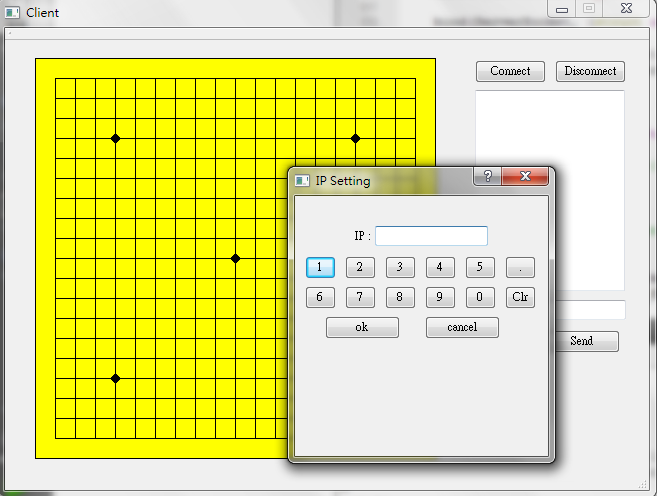 Client
Connect Disconnect
IP Setting
IP :
1 2 3 4 5 .
6 7 8 9 0 Clr
ok cancel
Send